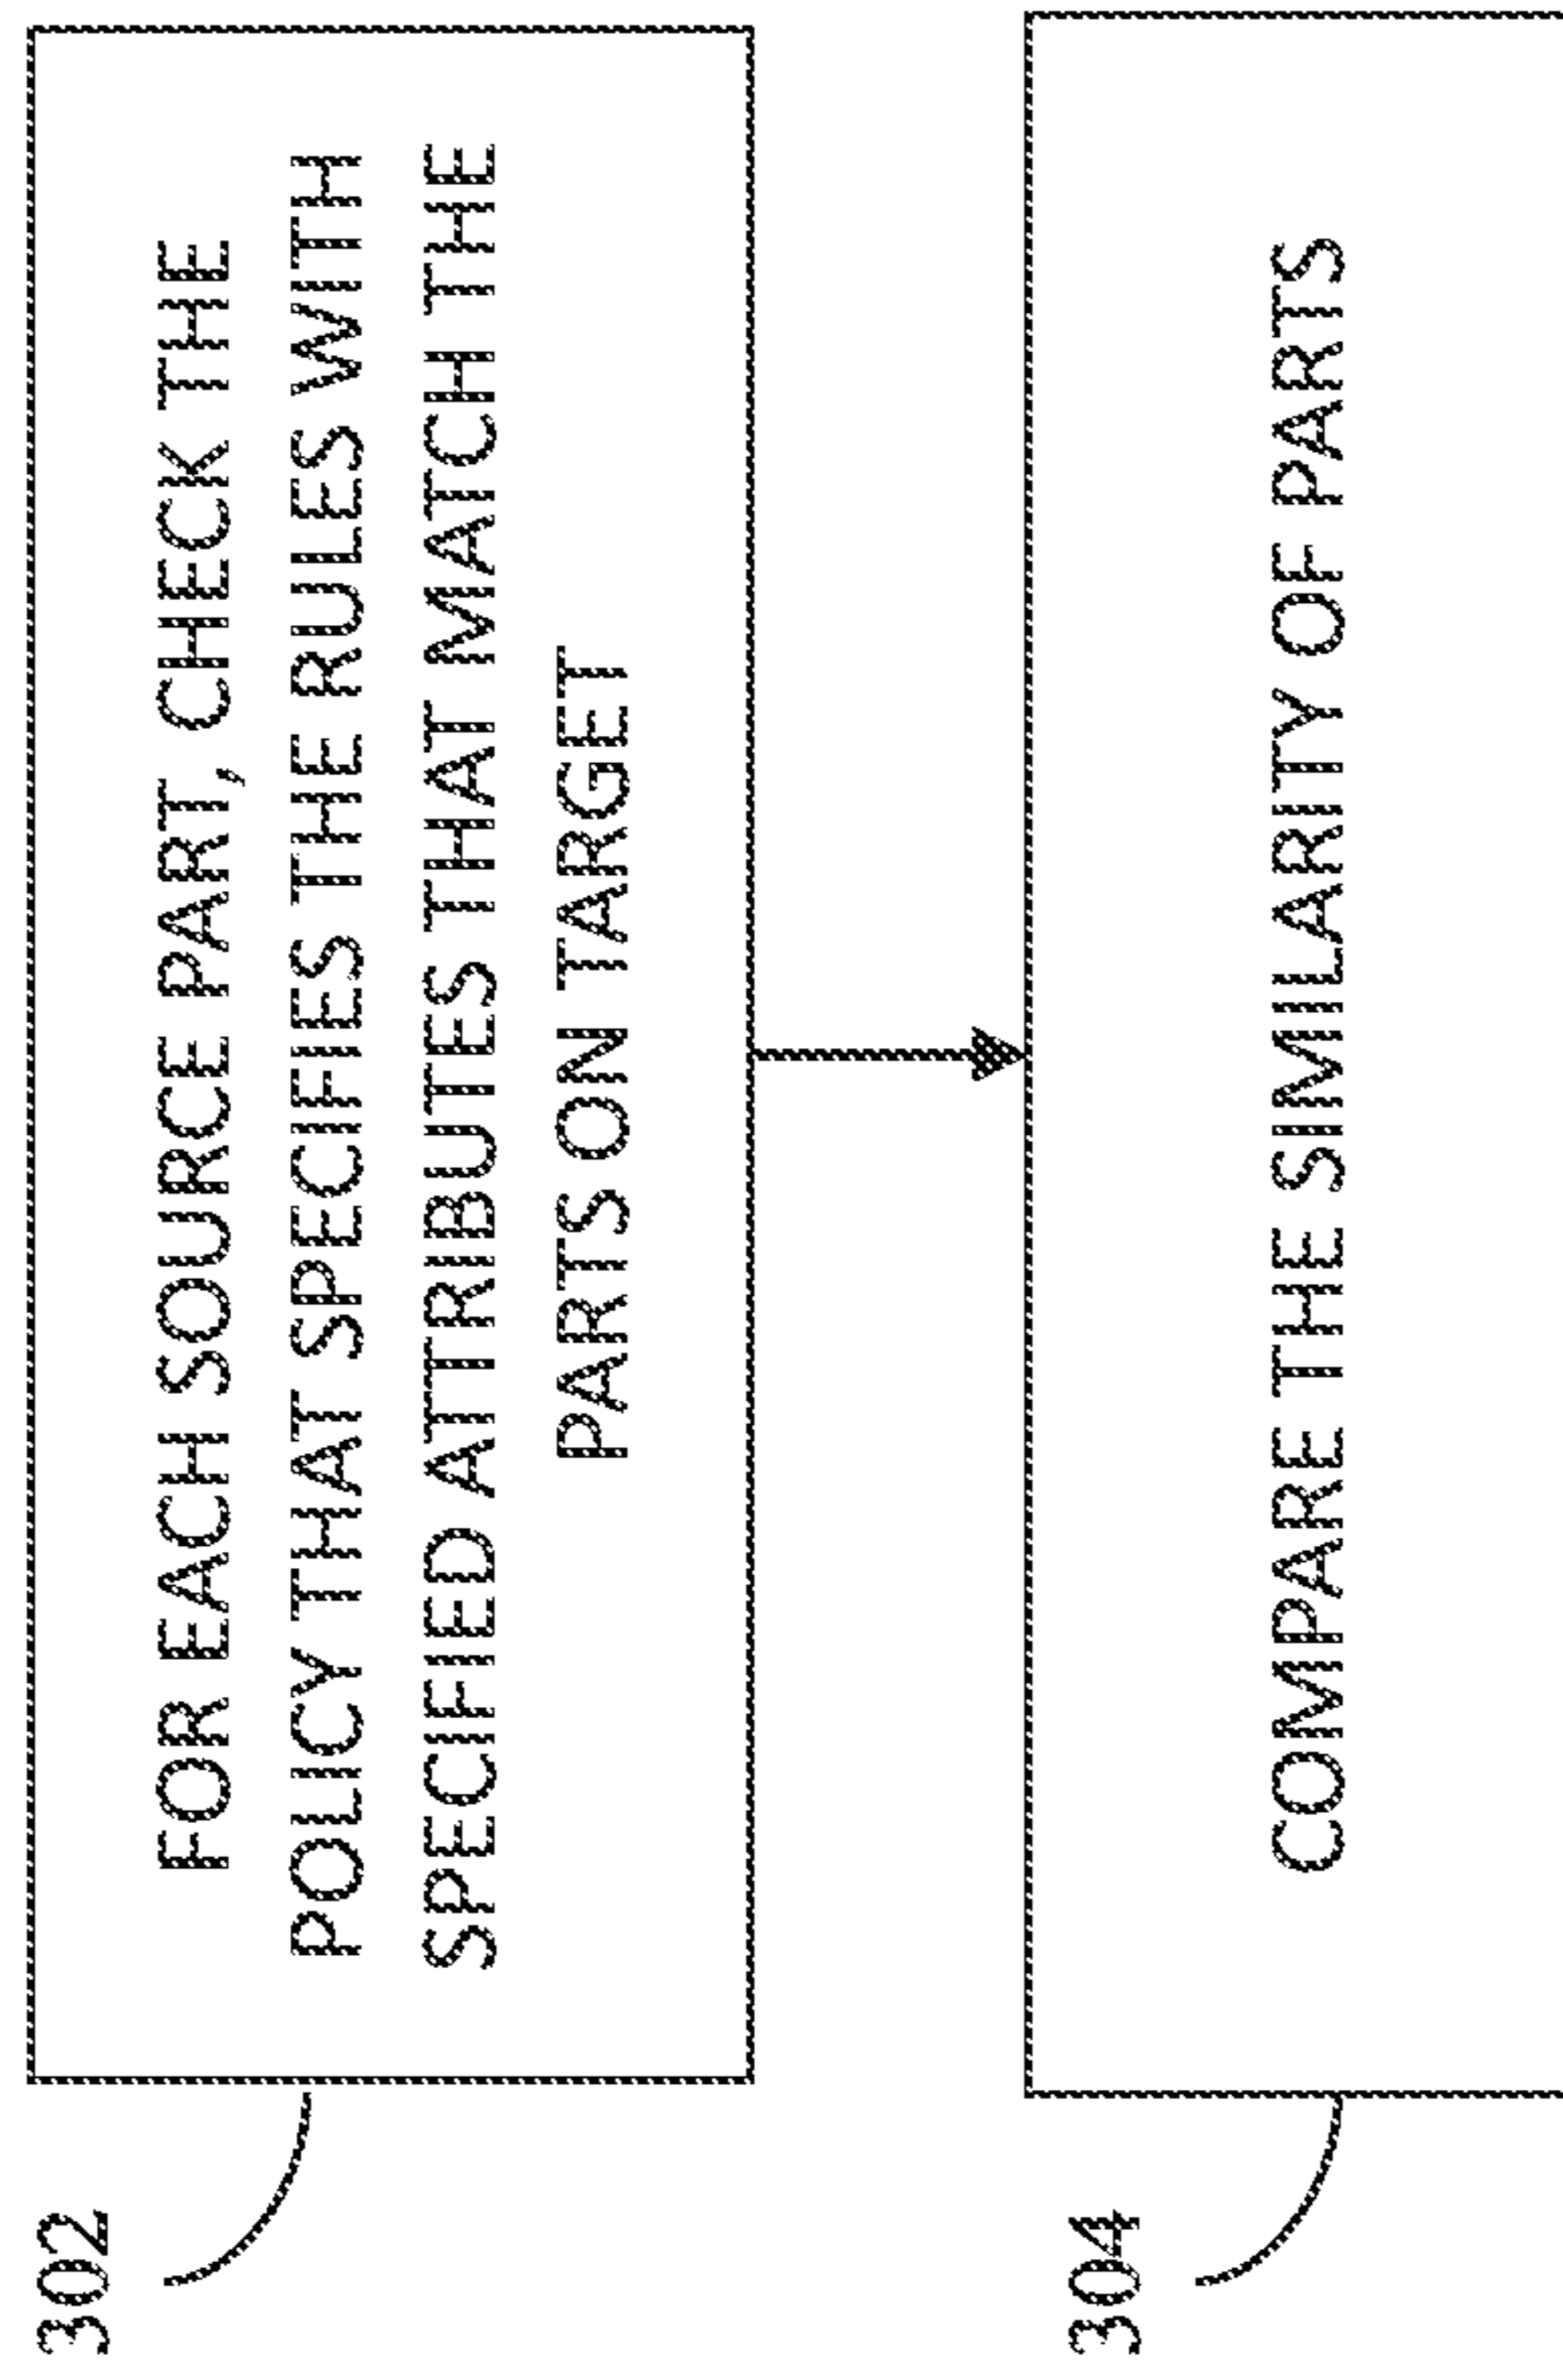 302
FOR EACH SOURCE PART, CHECK THE
POLICY THAT SPECIFIES THE RULES WITH
SPECIFIED ATTRIBUTES THAT MATCH THE
PARTS ON TARGET
304
COMPARE THE SIMILARITY OF PARTS